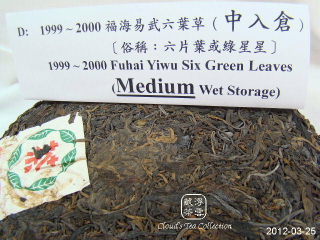 D: 1999 ~ 2000 福海易武六葉草 (中入倉)
〔俗稱：六片葉或綠星星〕
1999 ~ 2000 Fuhai Yiwu Six Green Leaves
(Medium Wet Storage)
Cloud's Tea Collection
2012-03-25